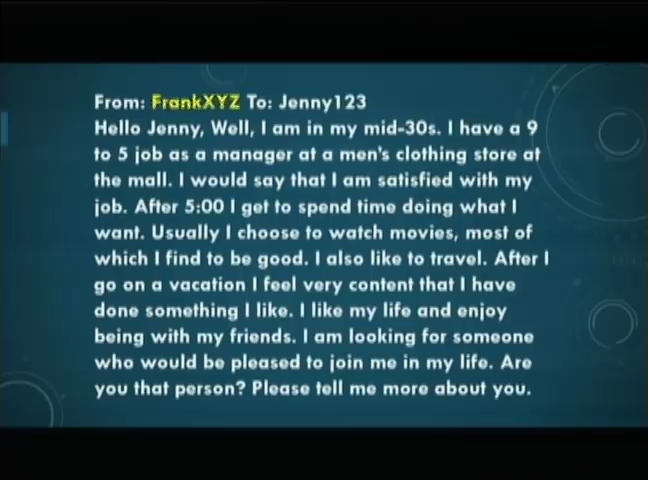 From: FrankXYZ To: Jenny123
Hello Jenny, Well, I am in my mid-30s. I have a 9
to 5 job as a manager at a men's clothing store at
the mall. I would say that I am satisfied with my
job. After 5:00 I get to spend time doing what I
want. Usually I choose to watch movies, most of
which I find to be good. I also like to travel. After I
go on a vacation I feel very content that I have
done something I like. I like my life and enjoy
being with my friends. I am looking for someone
who would be pleased to join me in my life. Are
you that person? Please tell me more about you.